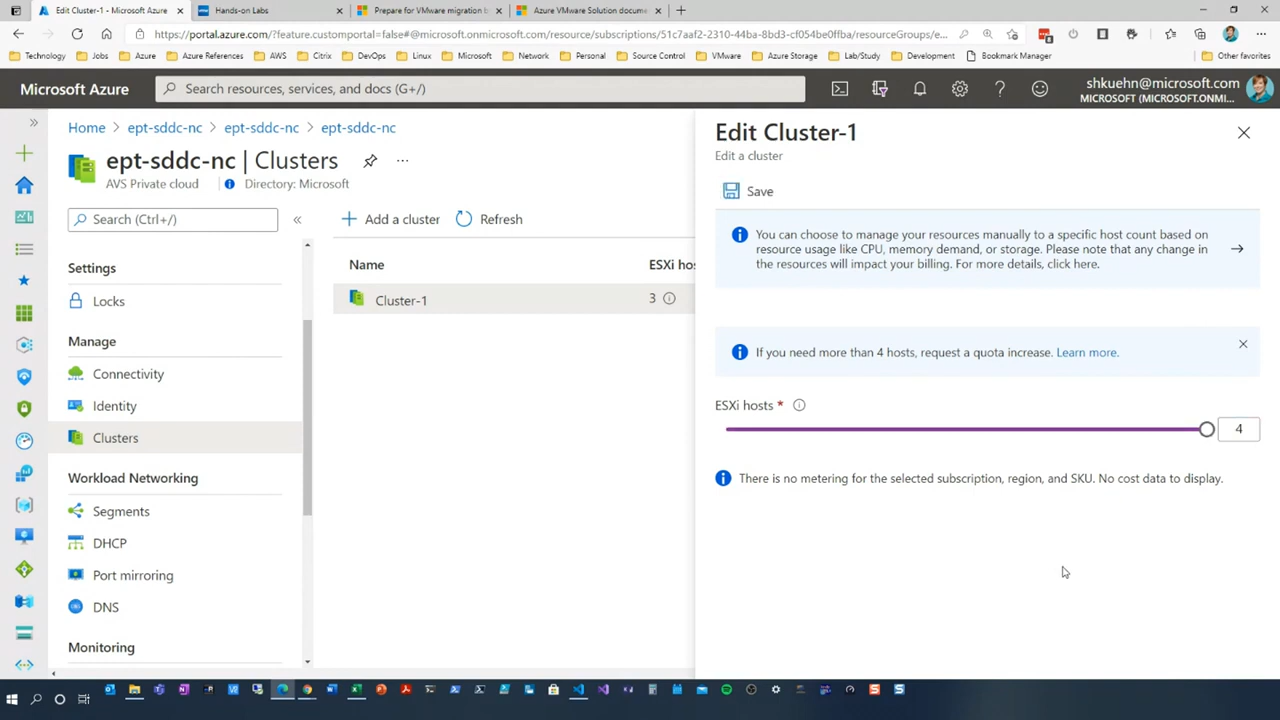 Edit Cluster-1 - Microsoft Azure
Hands-on Labs
Prepare for VMware migration b
Azure VMware Solution docume
https://portal.azure.com/?feature.customportal=false#@microsoft.onmicrosoft.com/resource/subscriptions/51c7aaf2-2310-44ba-8bd3-cf054be0ffba/resourceGroups/e...
Technology
Jobs
Azure
Azure References
AWS
Citrix
DevOps
Linux
Microsoft
Network
Personal
Source Control
VMware
Azure Storage
Lab/Study
Development
Bookmark Manager
Other favorites
Microsoft Azure
Search resources, services, and docs (G+/)
shkuehn@microsoft.com
MICROSOFT (MICROSOFT.ONMI...
Home > ept-sddc-nc > ept-sddc-nc > ept-sddc-nc
ept-sddc-nc | Clusters
AVS Private cloud
Directory: Microsoft
Search (Ctrl+/)
Settings
Locks
Manage
Connectivity
Identity
Clusters
Workload Networking
Segments
DHCP
Port mirroring
DNS
Monitoring
Add a cluster
Refresh
Name
ESXi hos
Cluster-1
3
Edit Cluster-1
Edit a cluster
Save
You can choose to manage your resources manually to a specific host count based on
resource usage like CPU, memory demand, or storage. Please note that any change in
the resources will impact your billing. For more details, click here.
If you need more than 4 hosts, request a quota increase. Learn more.
ESXi hosts *
4
There is no metering for the selected subscription, region, and SKU. No cost data to display.